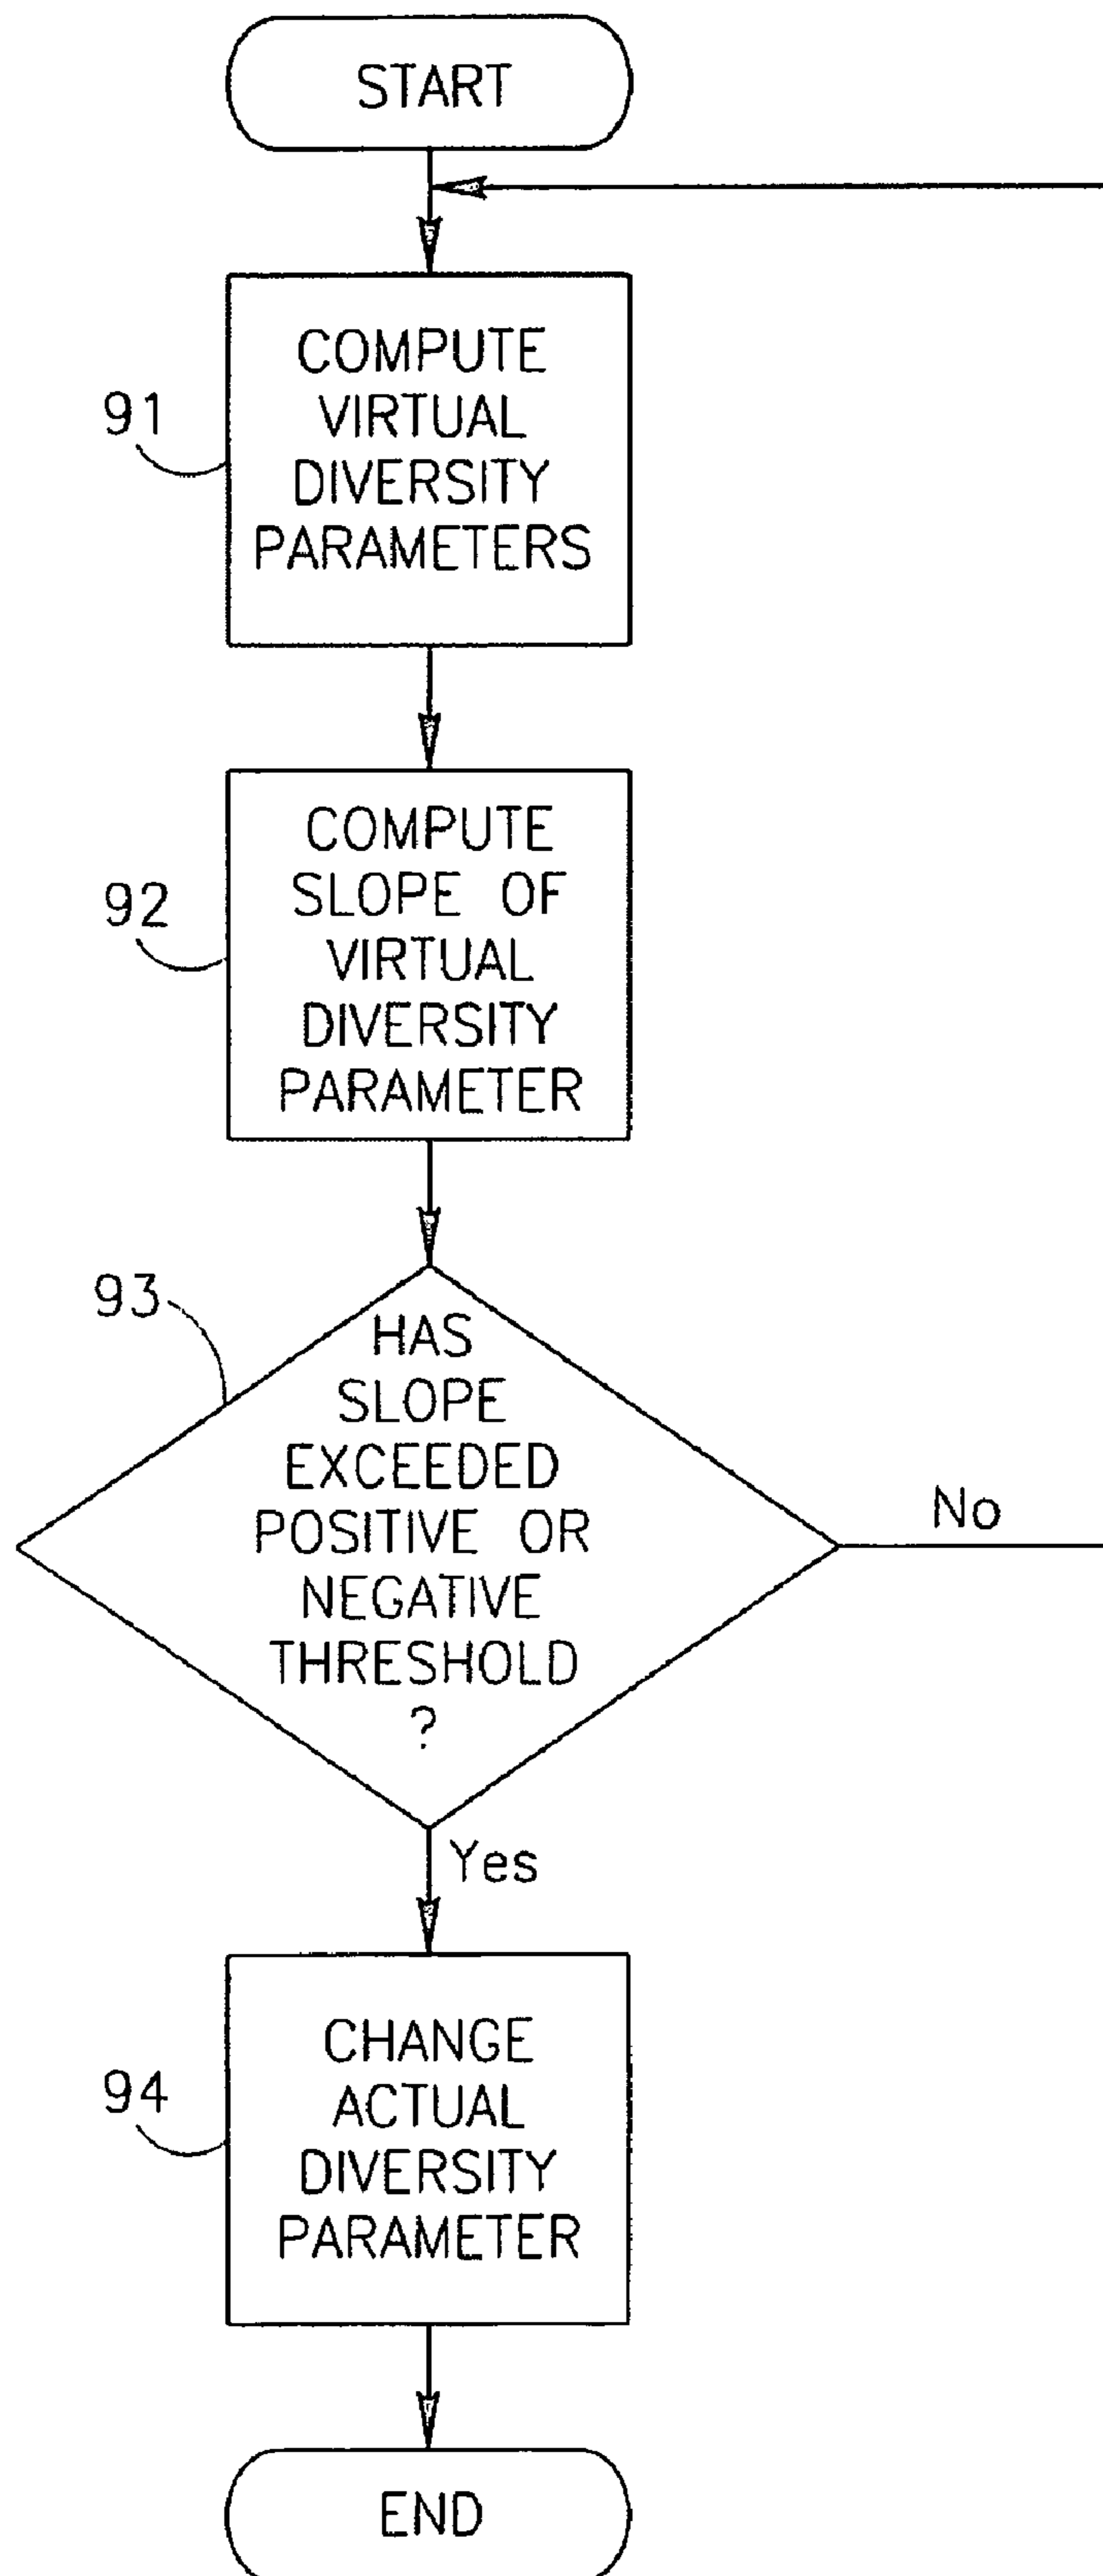 START
COMPUTE
VIRTUAL
DIVERSITY
PARAMETERS
91
COMPUTE
SLOPE OF
VIRTUAL
DIVERSITY
PARAMETER
92
93
HAS
SLOPE
EXCEEDED
POSITIVE OR
NEGATIVE
THRESHOLD
?
No
Yes
CHANGE
ACTUAL
DIVERSITY
PARAMETER
94
END